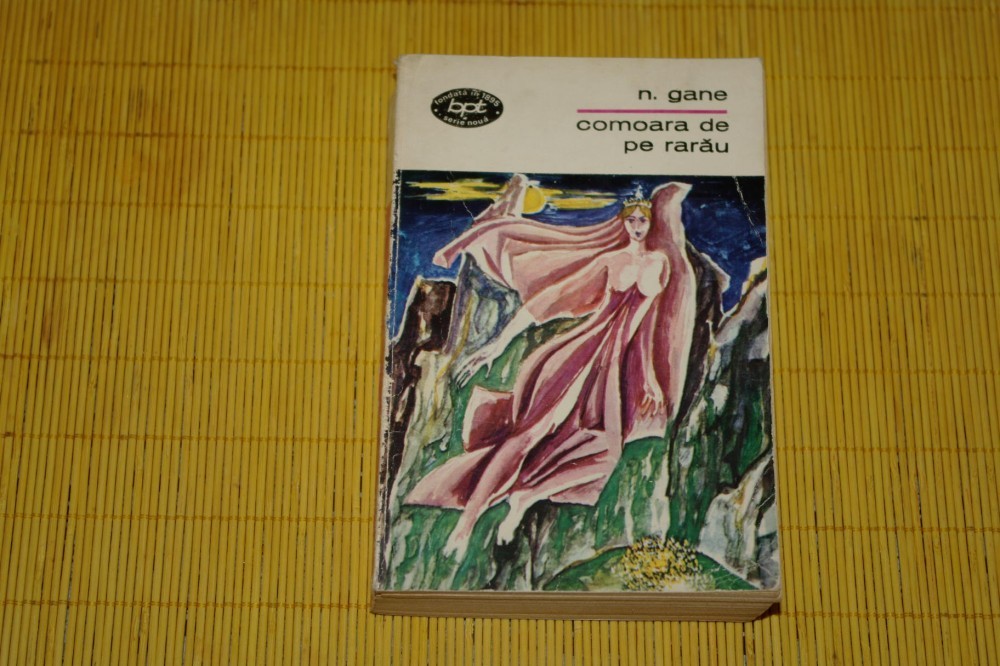 fondată în 1895
bpt
serie nouă
n. gane
comoara de
pe rarău